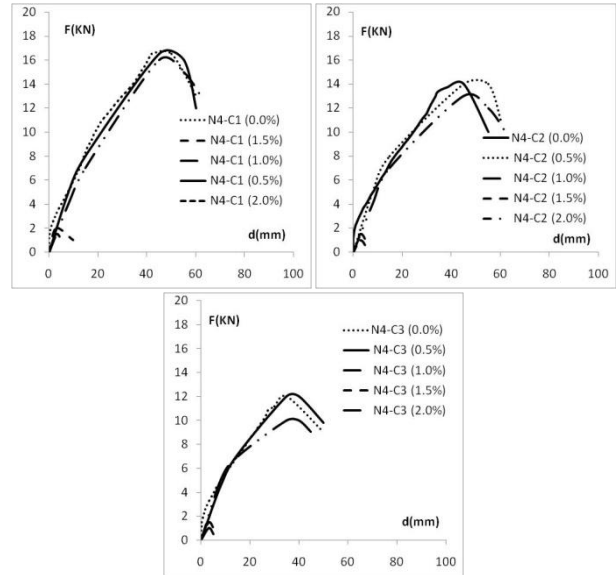 F(KN)
20
18
16
14
12
10
8
6
4
2
0
N4-C1 (0.0%)
N4-C1 (1.5%)
N4-C1 (1.0%)
N4-C1 (0.5%)
N4-C1 (2.0%)
d(mm)
0 20 40 60 80 100
F(KN)
20
18
16
14
12
10
8
6
4
2
0
N4-C2 (0.0%)
N4-C2 (0.5%)
N4-C2 (1.0%)
N4-C2 (1.5%)
N4-C2 (2.0%)
d(mm)
0 20 40 60 80 100
F(KN)
20
18
16
14
12
10
8
6
4
2
0
N4-C3 (0.0%)
N4-C3 (0.5%)
N4-C3 (1.0%)
N4-C3 (1.5%)
N4-C3 (2.0%)
d(mm)
0 20 40 60 80 100